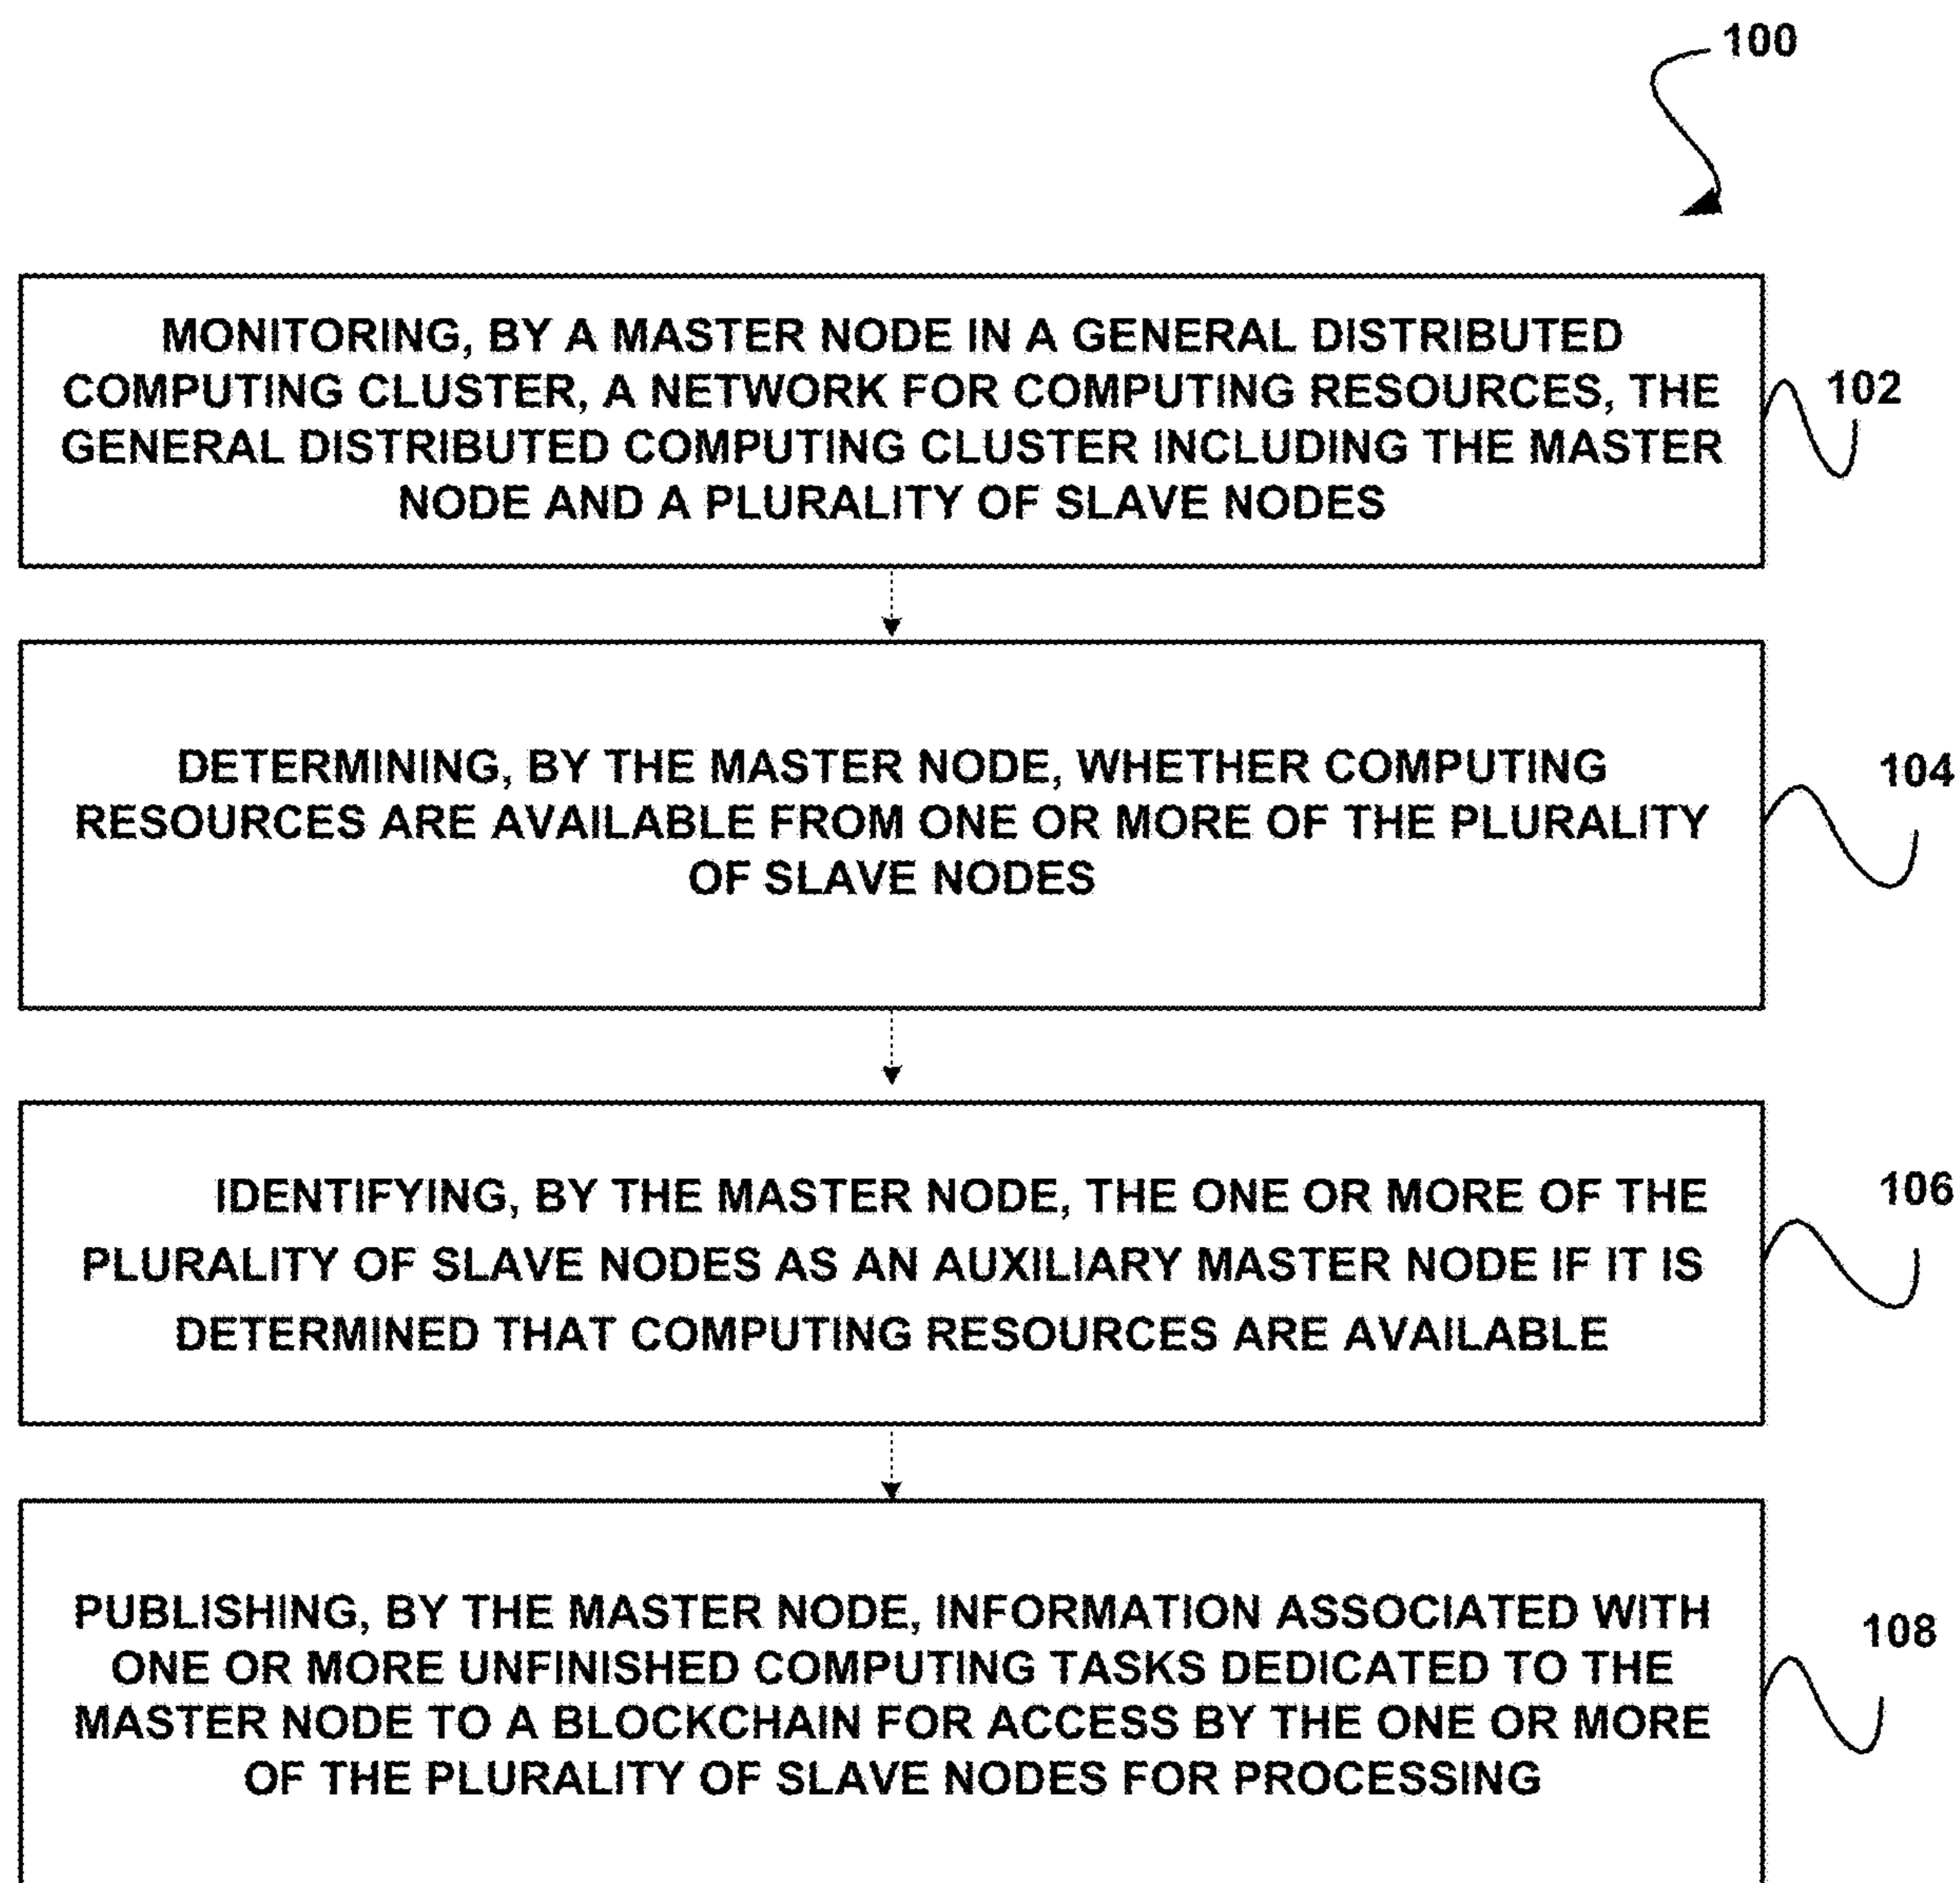 100
MONITORING, BY A MASTER NODE IN A GENERAL DISTRIBUTED
COMPUTING CLUSTER, A NETWORK FOR COMPUTING RESOURCES, THE
GENERAL DISTRIBUTED COMPUTING CLUSTER INCLUDING THE MASTER
NODE AND A PLURALITY OF SLAVE NODES
102
DETERMINING, BY THE MASTER NODE, WHETHER COMPUTING
RESOURCES ARE AVAILABLE FROM ONE OR MORE OF THE PLURALITY
OF SLAVE NODES
104
IDENTIFYING, BY THE MASTER NODE, THE ONE OR MORE OF THE
PLURALITY OF SLAVE NODES AS AN AUXILIARY MASTER NODE IF IT IS
DETERMINED THAT COMPUTING RESOURCES ARE AVAILABLE
106
PUBLISHING, BY THE MASTER NODE, INFORMATION ASSOCIATED WITH
ONE OR MORE UNFINISHED COMPUTING TASKS DEDICATED TO THE
MASTER NODE TO A BLOCKCHAIN FOR ACCESS BY THE ONE OR MORE
OF THE PLURALITY OF SLAVE NODES FOR PROCESSING
108